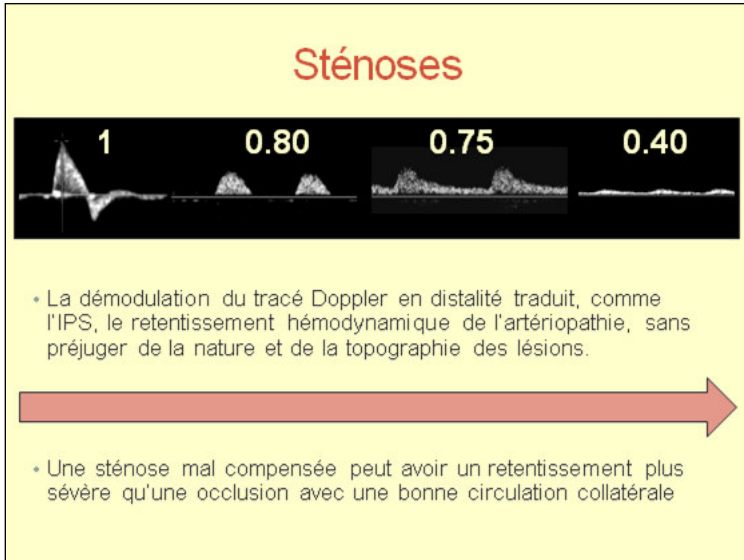 Sténoses
1 0.80 0.75 0.40
• La démodulation du tracé Doppler en distalité traduit, comme
l'IPS, le retentissement hémodynamique de l'artériopathie, sans
préjuger de la nature et de la topographie des lésions.
• Une sténose mal compensée peut avoir un retentissement plus
sévère qu'une occlusion avec une bonne circulation collatérale